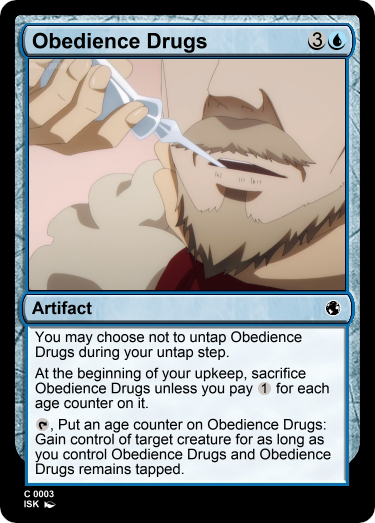 Obedience Drugs 3
Artifact
You may choose not to untap Obedience
Drugs during your untap step.
At the beginning of your upkeep, sacrifice
Obedience Drugs unless you pay 1 for each
age counter on it.
, Put an age counter on Obedience Drugs:
Gain control of target creature for as long as
you control Obedience Drugs and Obedience
Drugs remains tapped.
C 0003
ISK